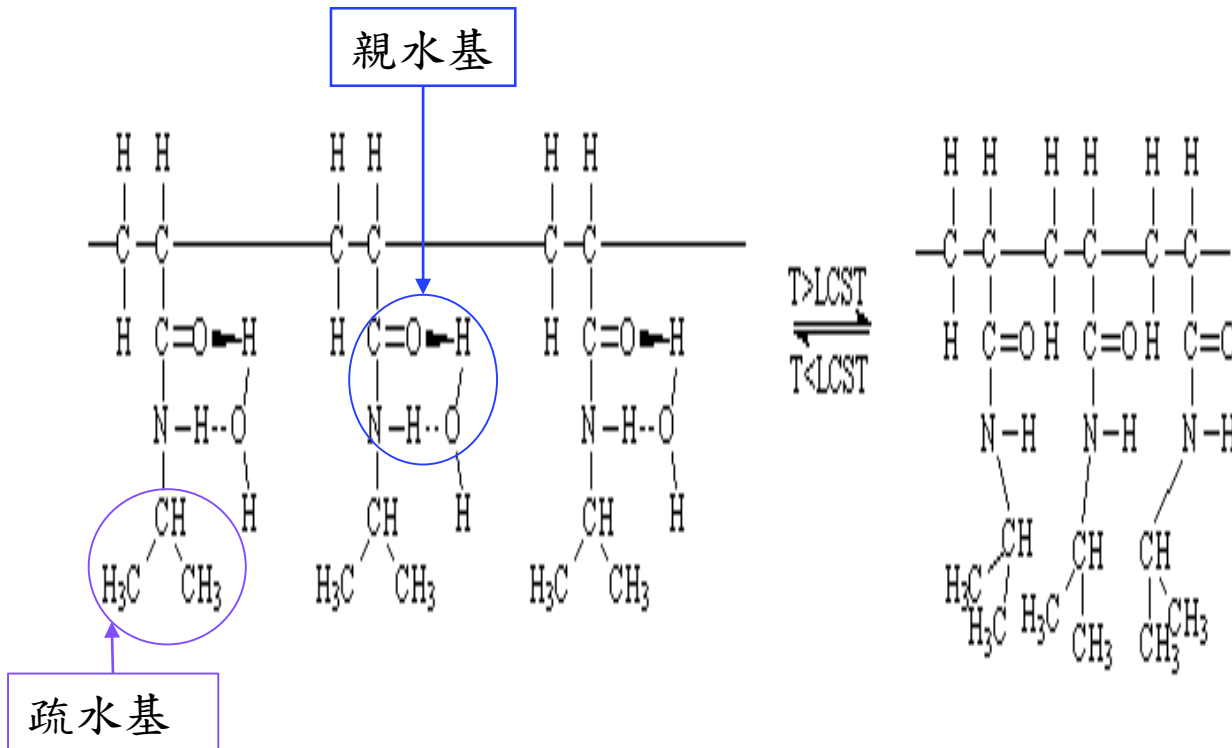 親水基
H H H H H H
C C C C C C
H C=O H H C=O H H C=O H
N-H··O N-H··O N-H··O
CH H CH H CH H
H₃C CH₃ H₃C CH₃ H₃C CH₃
疏水基
T>LCST
T<LCST
H H H H H H
C C C C C C
H C=O H C=O H C=O
N-H N-H N-H
CH CH CH
H₃C H₃C H₃C CH₃ CH₃ CH₃